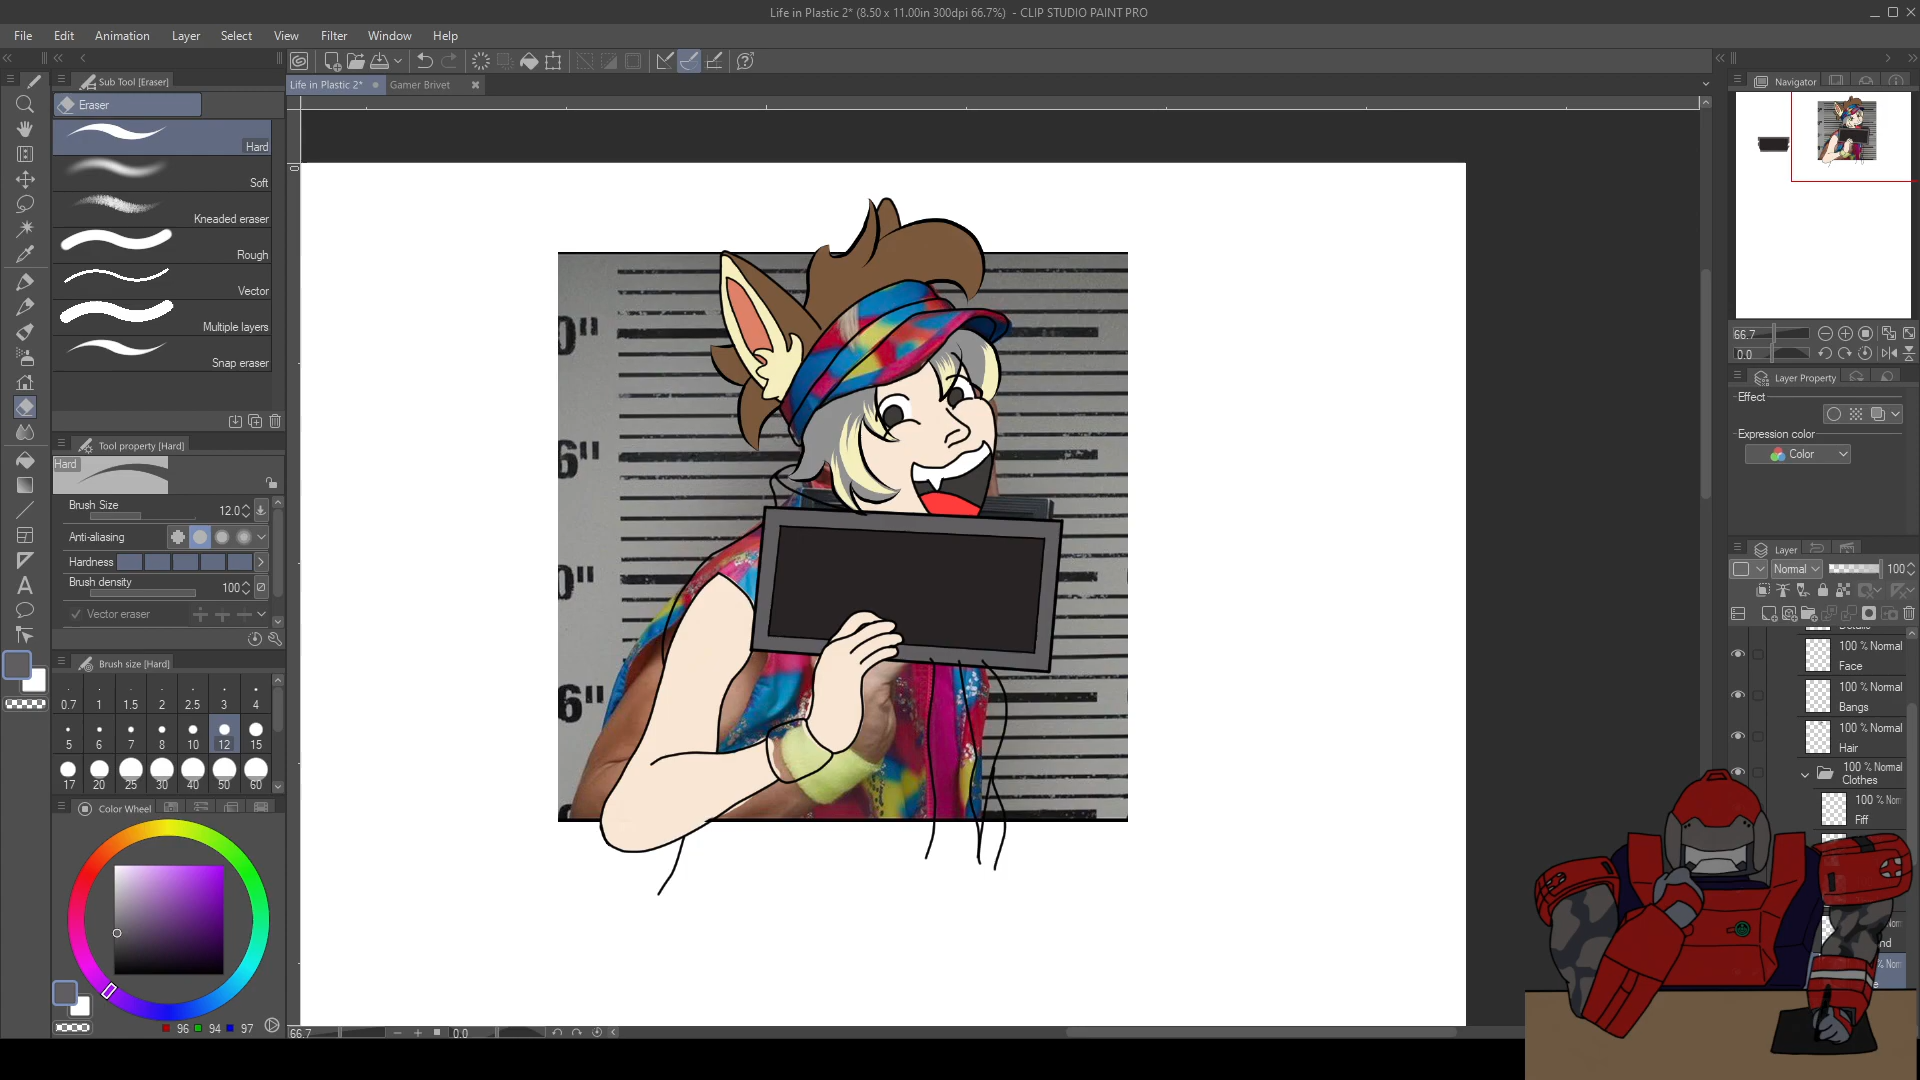 Life in Plastic 2* (8.50 x 11.00in 300dpi 66.7%) - CLIP STUDIO PAINT PRO
File Edit Animation Layer Select View Filter Window Help
Sub Tool [Eraser]
Life in Plastic 2* Gamer Brivet
Navigator
Eraser
Hard
Soft
Kneaded eraser
Rough
Vector
Multiple layers
Snap eraser
Tool property [Hard]
Hard
Brush Size 12.0
Anti-aliasing
Hardness
Brush density 100
Vector eraser
Brush size [Hard]
0.7 1 1.5 2 2.5 3 4
5 6 7 8 10 12 15
17 20 25 30 40 50 60
Color Wheel
96 94 97
66.7 0.0
0
0"
6"
0"
6"
66.7
0.0
Layer Property
Effect
Expression color
Color
Layer
Normal 100
100 % Normal
Face
100 % Normal
Bangs
100 % Normal
Hair
100 % Normal
Clothes
100 % Nor
Fiff